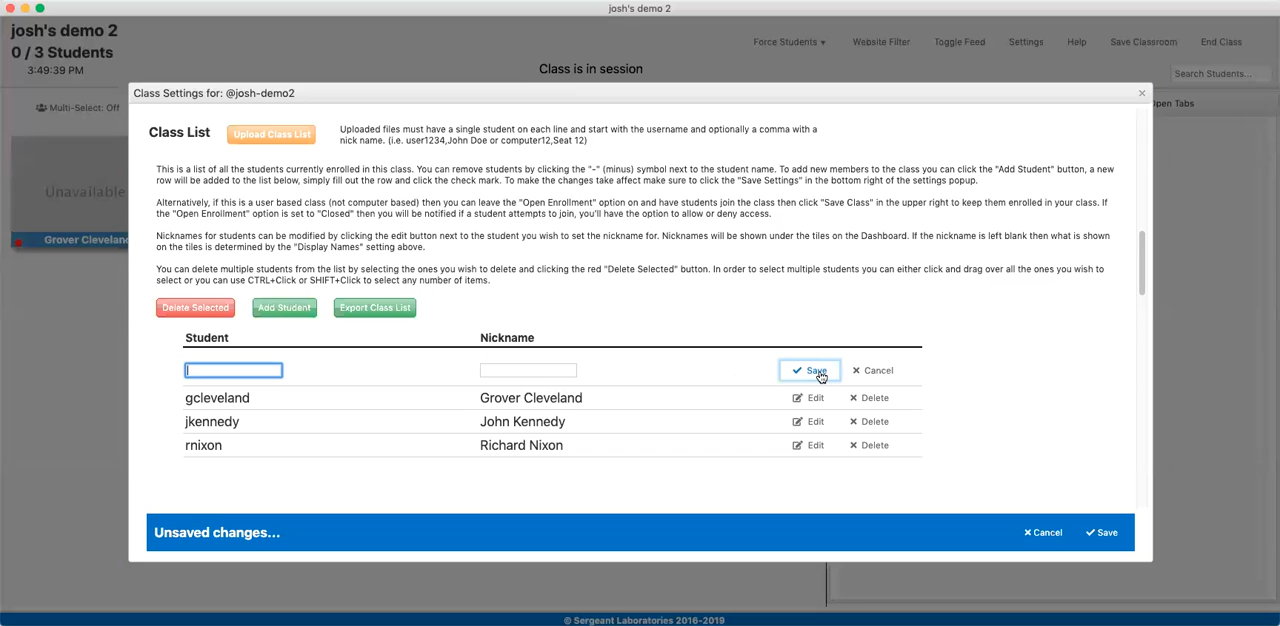 josh's demo 2
josh's demo 2
0 / 3 Students
3:49:39 PM
Force Students ▾
Website Filter
Toggle Feed
Settings
Help
Save Classroom
End Class
Class is in session
Search Students...
Multi-Select: Off
Open Tabs
Unavailable
Grover Cleveland
Class Settings for: @josh-demo2
Class List
Upload Class List
Uploaded files must have a single student on each line and start with the username and optionally a comma with a
nick name. (i.e. user1234,John Doe or computer12,Seat 12)
This is a list of all the students currently enrolled in this class. You can remove students by clicking the "-" (minus) symbol next to the student name. To add new members to the class you can click the "Add Student" button, a new
row will be added to the list below, simply fill out the row and click the check mark. To make the changes take affect make sure to click the "Save Settings" in the bottom right of the settings popup.
Alternatively, if this is a user based class (not computer based) then you can leave the "Open Enrollment" option on and have students join the class then click "Save Class" in the upper right to keep them enrolled in your class. If
the "Open Enrollment" option is set to "Closed" then you will be notified if a student attempts to join, you'll have the option to allow or deny access.
Nicknames for students can be modified by clicking the edit button next to the student you wish to set the nickname for. Nicknames will be shown under the tiles on the Dashboard. If the nickname is left blank then what is shown
on the tiles is determined by the "Display Names" setting above.
You can delete multiple students from the list by selecting the ones you wish to delete and clicking the red "Delete Selected" button. In order to select multiple students you can either click and drag over all the ones you wish to
select or you can use CTRL+Click or SHIFT+Click to select any number of items.
Delete Selected
Add Student
Export Class List
Student Nickname
Save Cancel
gcleveland Grover Cleveland Edit Delete
jkennedy John Kennedy Edit Delete
rnixon Richard Nixon Edit Delete
Unsaved changes...
Cancel
Save
© Sergeant Laboratories 2016-2019